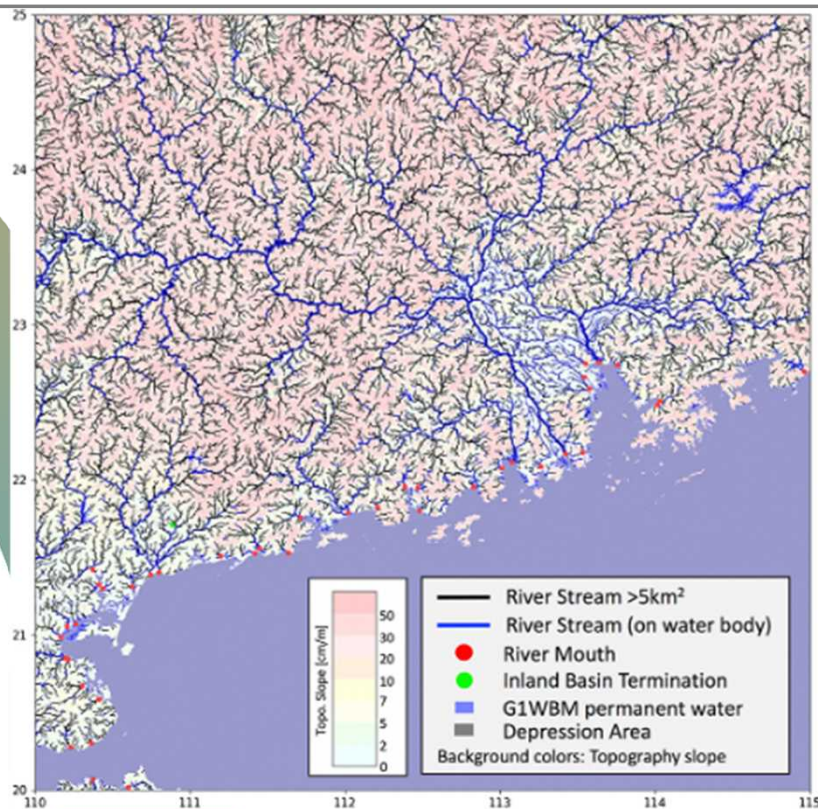 25
24
23
22
21
20
110
111
112
113
114
115
Topo. Slope [cm/m]
50
30
20
10
7
5
2
0
River Stream >5km²
River Stream (on water body)
River Mouth
Inland Basin Termination
G1WBM permanent water
Depression Area
Background colors: Topography slope